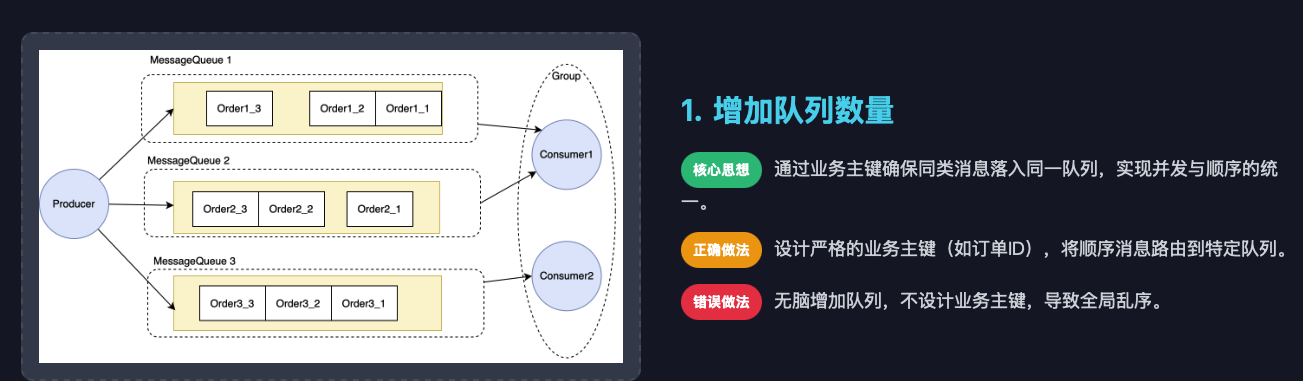 MessageQueue 1
Order1_3
Order1_2
Order1_1
MessageQueue 2
Order2_3
Order2_2
Order2_1
MessageQueue 3
Order3_3
Order3_2
Order3_1
Producer
Group
Consumer1
Consumer2
1. 增加队列数量
核心思想 通过业务主键确保同类消息落入同一队列，实现并发与顺序的统
一。
正确做法 设计严格的业务主键（如订单ID），将顺序消息路由到特定队列。
错误做法 无脑增加队列，不设计业务主键，导致全局乱序。